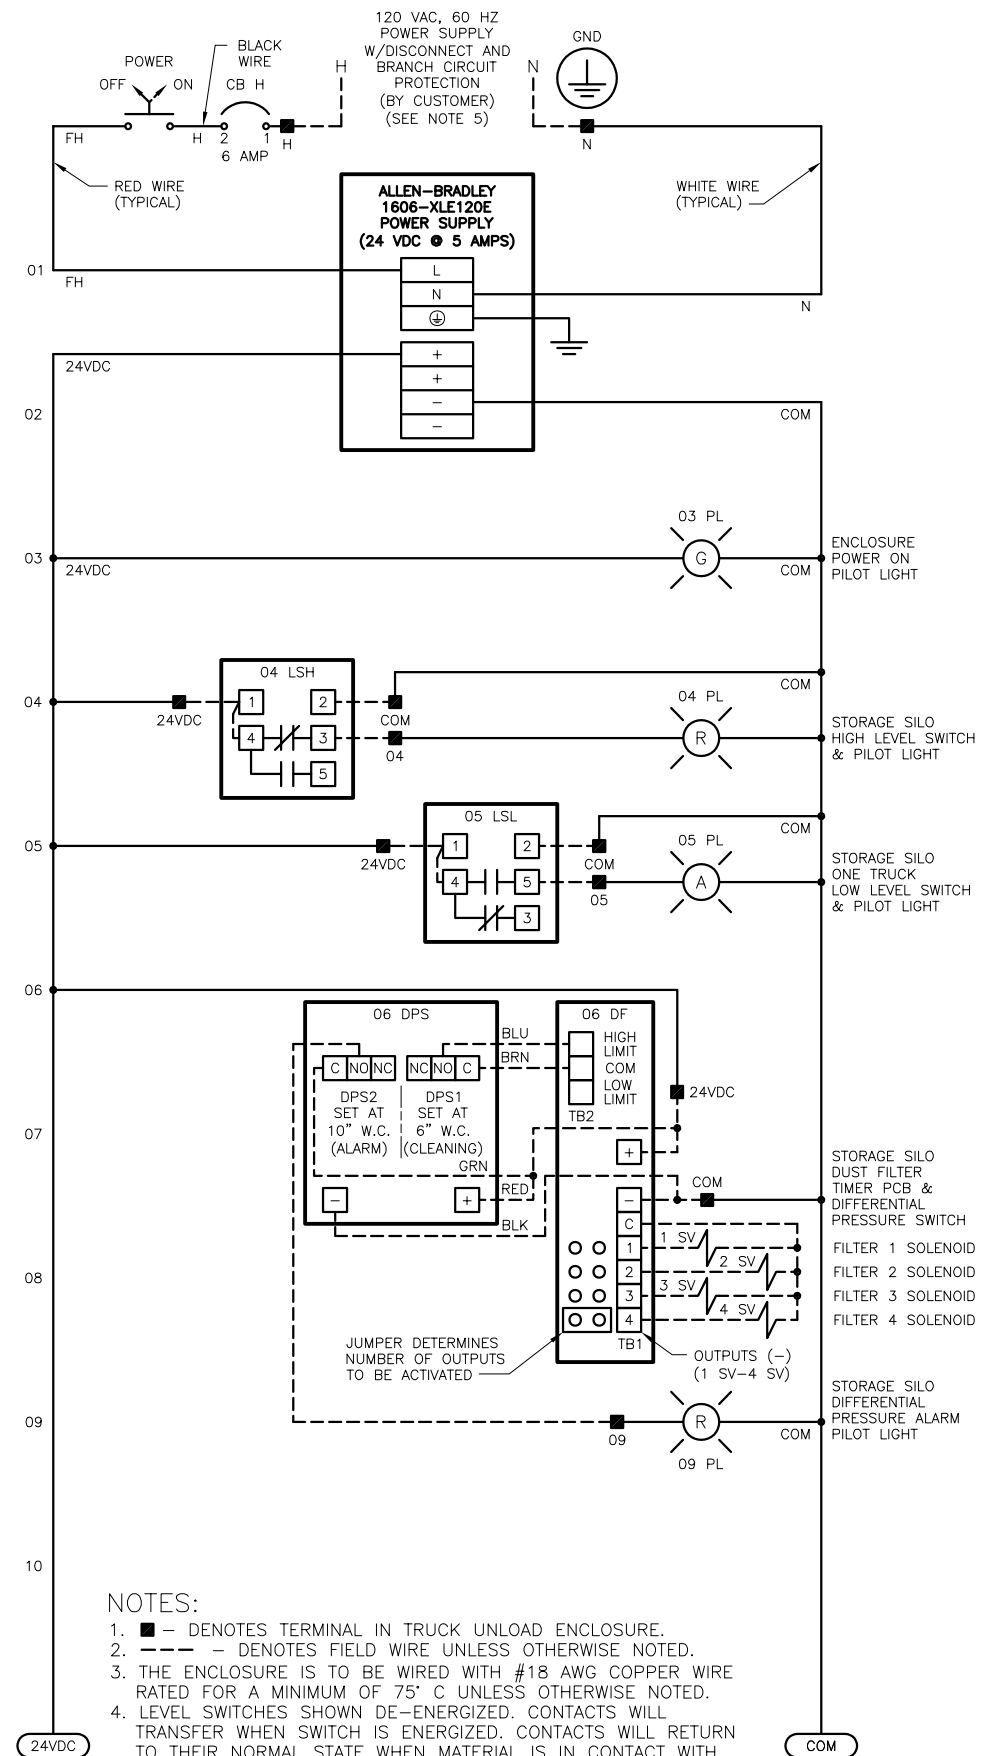 120 VAC, 60 HZ
POWER SUPPLY
W/DISCONNECT AND
BRANCH CIRCUIT
PROTECTION
(BY CUSTOMER)
(SEE NOTE 5)
GND
BLACK
WIRE
POWER
OFF
ON
CB H
H
N
FH
H
2
1
H
6 AMP
N
RED WIRE
(TYPICAL)
WHITE WIRE
(TYPICAL)
ALLEN-BRADLEY
1606-XLE120E
POWER SUPPLY
(24 VDC @ 5 AMPS)
01
FH
L
N
N
24VDC
+
+
-
-
02
COM
03 PL
03
24VDC
G
COM
ENCLOSURE
POWER ON
PILOT LIGHT
04 LSH
04
24VDC
1
2
4
3
5
COM
04
COM
04 PL
R
STORAGE SILO
HIGH LEVEL SWITCH
& PILOT LIGHT
05 LSL
05
24VDC
1
2
4
5
3
COM
05
COM
05 PL
A
STORAGE SILO
ONE TRUCK
LOW LEVEL SWITCH
& PILOT LIGHT
06
06 DPS
06 DF
BLU
BRN
HIGH
LIMIT
COM
LOW
LIMIT
TB2
C NO NC
NC NO C
DPS2
SET AT
10" W.C.
(ALARM)
DPS1
SET AT
6" W.C.
(CLEANING)
24VDC
07
GRN
RED
BLK
-
+
+
-
COM
STORAGE SILO
DUST FILTER
TIMER PCB &
DIFFERENTIAL
PRESSURE SWITCH
C
1
1 SV
FILTER 1 SOLENOID
08
2
2 SV
FILTER 2 SOLENOID
3
3 SV
FILTER 3 SOLENOID
4
4 SV
FILTER 4 SOLENOID
TB1
JUMPER DETERMINES
NUMBER OF OUTPUTS
TO BE ACTIVATED
OUTPUTS (-)
(1 SV-4 SV)
09
09
R
COM
09 PL
STORAGE SILO
DIFFERENTIAL
PRESSURE ALARM
PILOT LIGHT
10
NOTES:
1. ■ - DENOTES TERMINAL IN TRUCK UNLOAD ENCLOSURE.
2. --- - DENOTES FIELD WIRE UNLESS OTHERWISE NOTED.
3. THE ENCLOSURE IS TO BE WIRED WITH #18 AWG COPPER WIRE
RATED FOR A MINIMUM OF 75° C UNLESS OTHERWISE NOTED.
4. LEVEL SWITCHES SHOWN DE-ENERGIZED. CONTACTS WILL
TRANSFER WHEN SWITCH IS ENERGIZED. CONTACTS WILL RETURN
TO THEIR NORMAL STATE WHEN MATERIAL IS IN CONTACT WITH
24VDC
COM